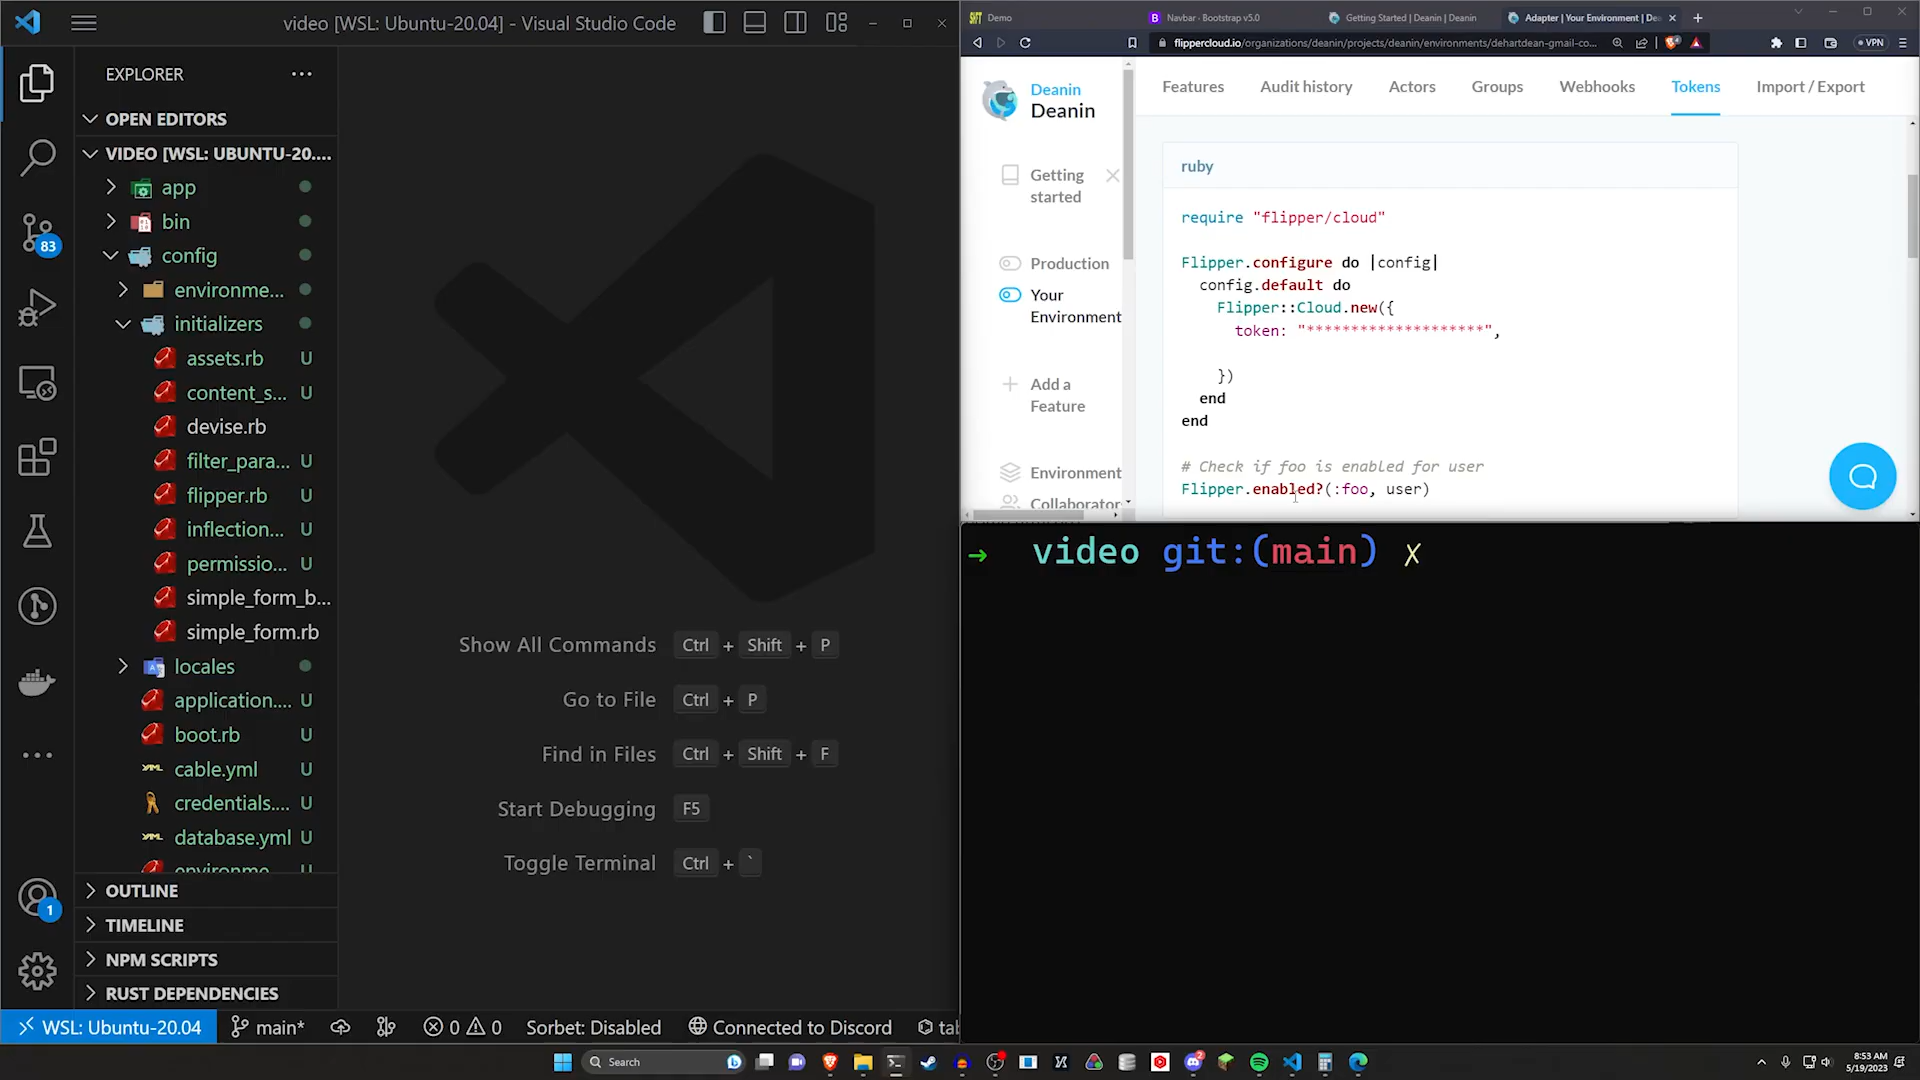 video [WSL: Ubuntu-20.04] - Visual Studio Code
EXPLORER
OPEN EDITORS
VIDEO [WSL: UBUNTU-20....
app
bin
config
environme...
initializers
assets.rb U
content_s... U
devise.rb
filter_para... U
flipper.rb U
inflection... U
permissio... U
simple_form_b...
simple_form.rb
locales
application.... U
boot.rb U
cable.yml U
credentials.... U
database.yml U
environme U
OUTLINE
TIMELINE
NPM SCRIPTS
RUST DEPENDENCIES
83
1
Show All Commands Ctrl + Shift + P
Go to File Ctrl + P
Find in Files Ctrl + Shift + F
Start Debugging F5
Toggle Terminal Ctrl + `
WSL: Ubuntu-20.04 main* 0 0 Sorbet: Disabled Connected to Discord tab
Demo
Navbar · Bootstrap v5.0
Getting Started | Deanin | Deanin
Adapter | Your Environment | De
flippercloud.io/organizations/deanin/projects/deanin/environments/dehartdean-gmail-co...
VPN
Deanin
Deanin
Getting started
Production
Your Environment
Add a Feature
Environment
Collaborator
Features Audit history Actors Groups Webhooks Tokens Import / Export
ruby
require "flipper/cloud"
Flipper.configure do |config|
config.default do
Flipper::Cloud.new({
token: "********************",
})
end
end
# Check if foo is enabled for user
Flipper.enabled?(:foo, user)
→ video git:(main) ✗
Search
8:53 AM
5/19/2023